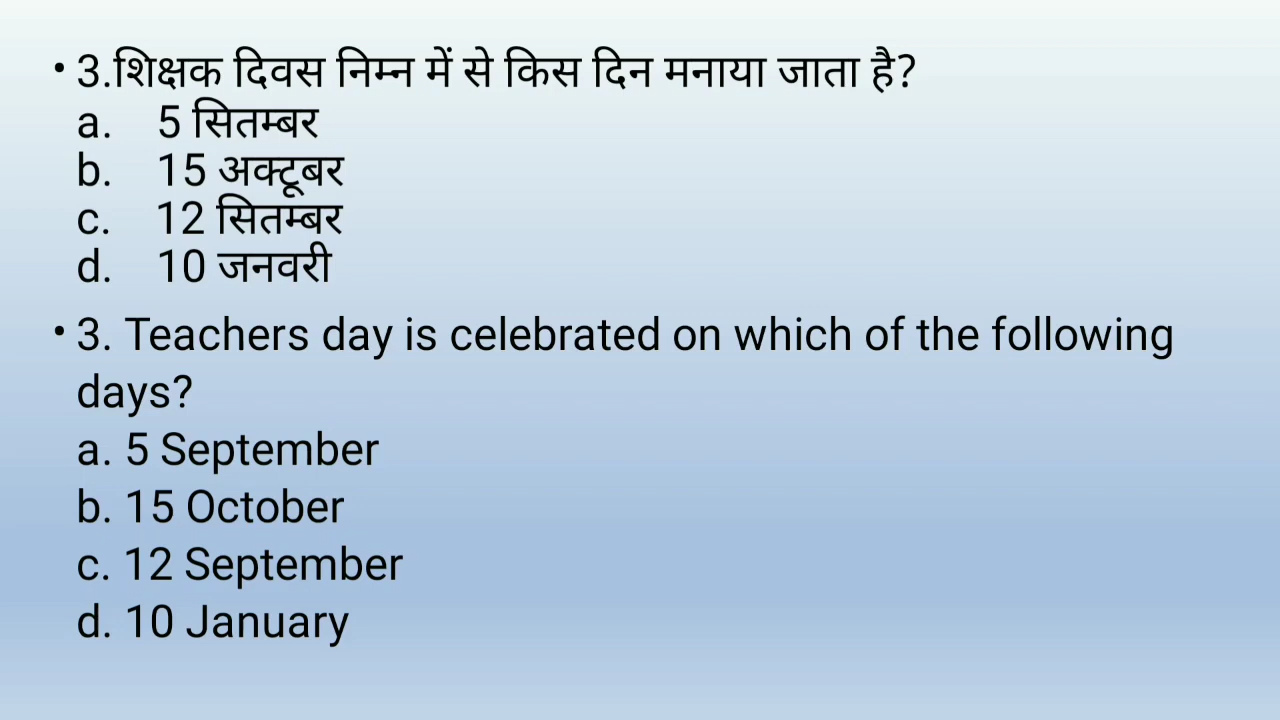 • 3.शिक्षक दिवस निम्न में से किस दिन मनाया जाता है?
a. 5 सितम्बर
b. 15 अक्टूबर
c. 12 सितम्बर
d. 10 जनवरी
• 3. Teachers day is celebrated on which of the following
days?
a. 5 September
b. 15 October
c. 12 September
d. 10 January